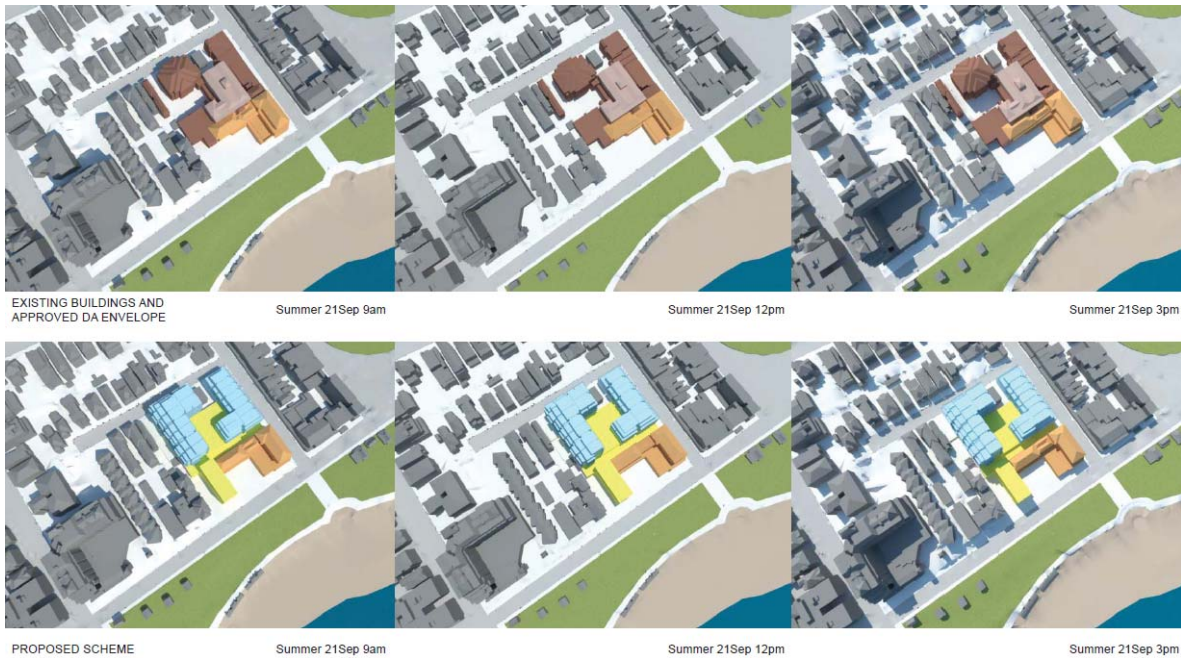 EXISTING BUILDINGS AND
APPROVED DA ENVELOPE
Summer 21Sep 9am
Summer 21Sep 12pm
Summer 21Sep 3pm
PROPOSED SCHEME
Summer 21Sep 9am
Summer 21Sep 12pm
Summer 21Sep 3pm